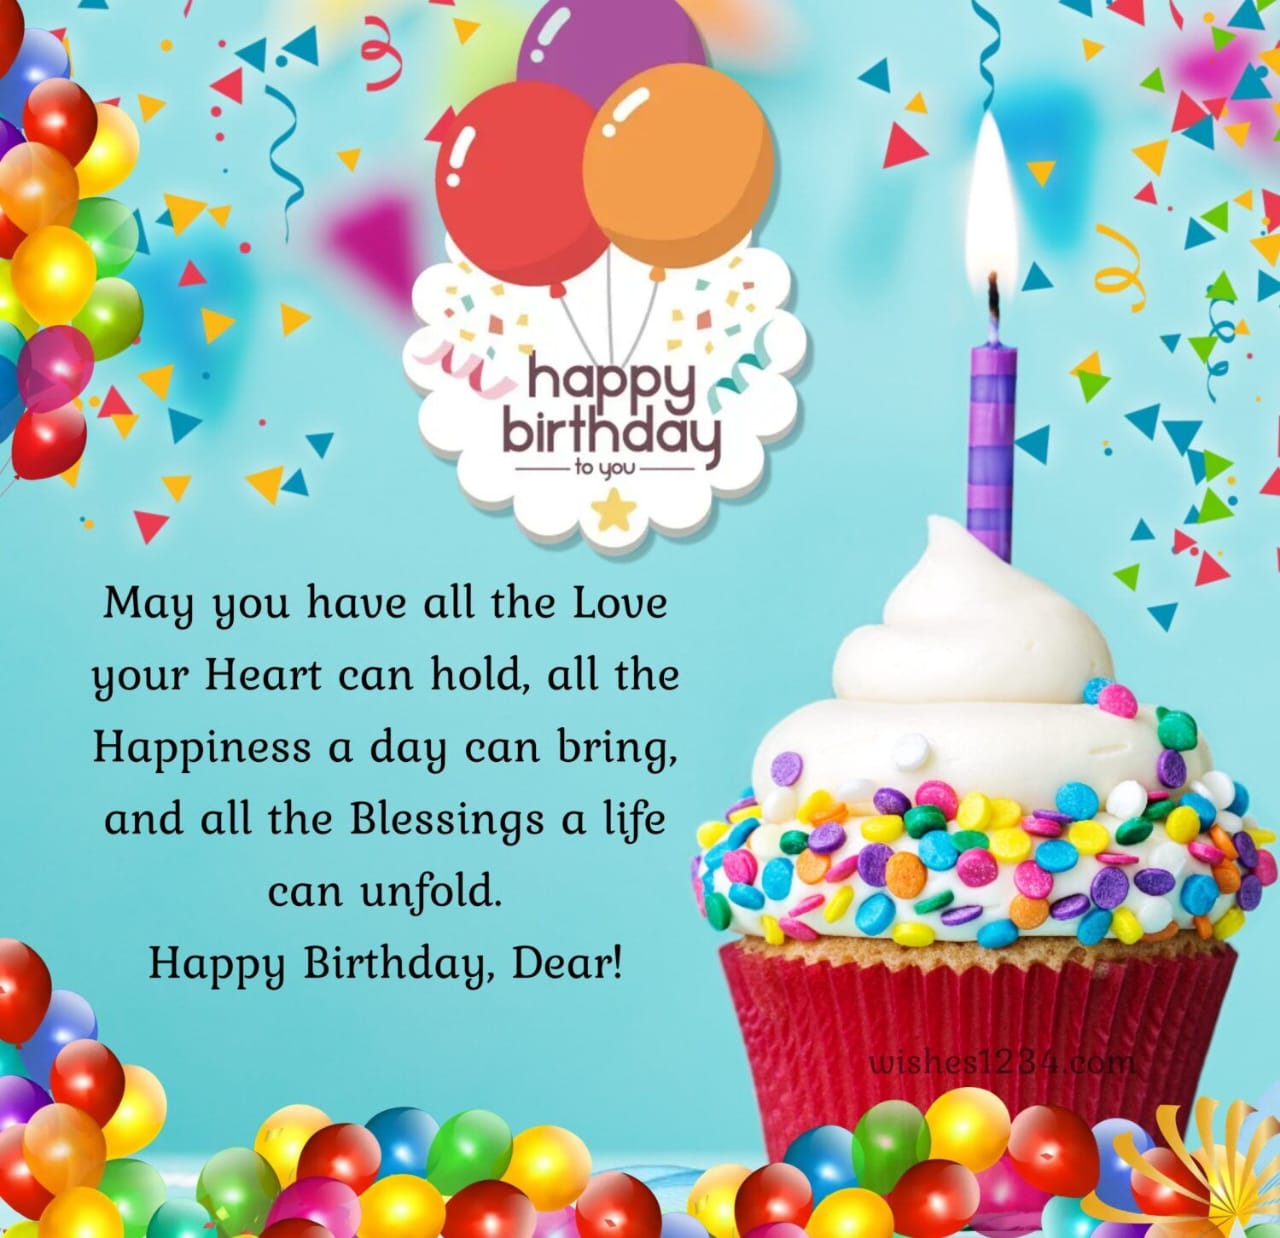 happy
birthday
to you
May you have all the Love
your Heart can hold, all the
Happiness a day can bring,
and all the Blessings a life
can unfold.
Happy Birthday, Dear!
wishes1234.com